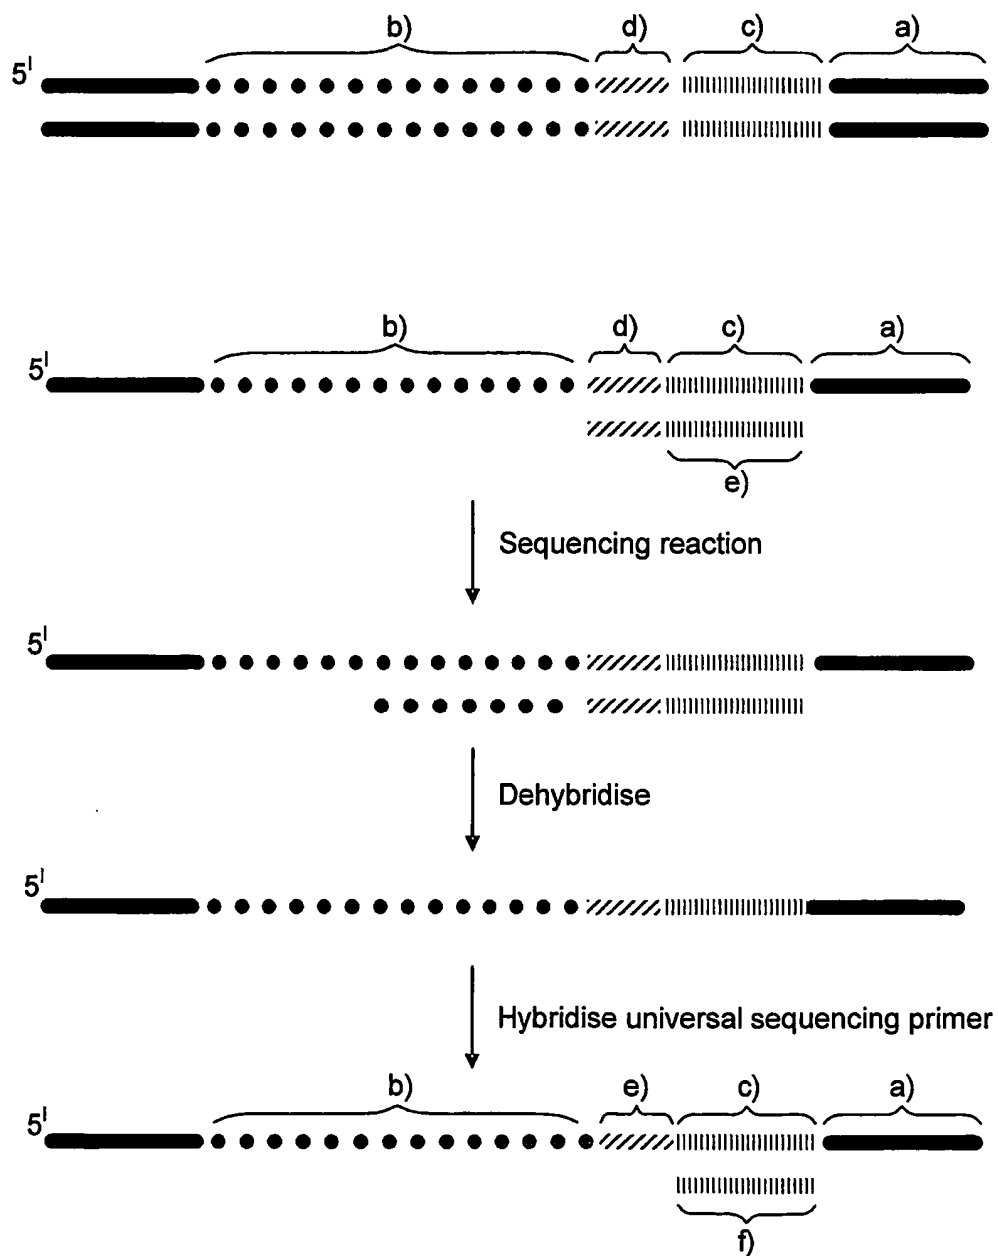 b) d) c) a)
5'
b) d) c) a)
5'
e)
Sequencing reaction
5'
Dehybridise
5'
Hybridise universal sequencing primer
b) e) c) a)
5'
f)